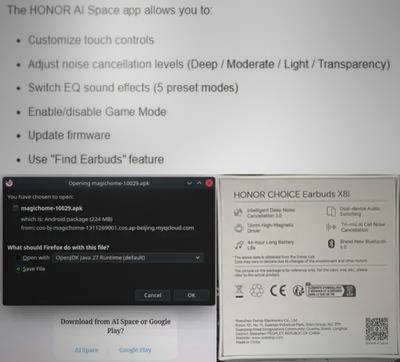 The HONOR AI Space app allows you to:
Customize touch controls
Adjust noise cancellation levels (Deep / Moderate / Light / Transparency)
Switch EQ sound effects (5 preset modes)
Enable/disable Game Mode
Update firmware
Use "Find Earbuds" feature
Opening magichome-10029.apk
You have chosen to open:
magichome-10029.apk
which is: Android package (224 MB)
from: cos-bj-magichome-1311269001.cos.ap-beijing.myqcloud.com
What should Firefox do with this file?
Open with OpenJDK Java 27 Runtime (default)
Save File
Cancel OK
Download from AI Space or Google
Play?
AI Space Google Play
HONOR CHOICE Earbuds X8i
Intelligent Deep Noise
Cancellation 3.0
Dual-device Audio
Switching
12mm High-Magnetic
Driver
Tri-mic AI Call Noise
Cancellation
44-hour Long Battery
Life
Brand New Bluetooth
Made in China